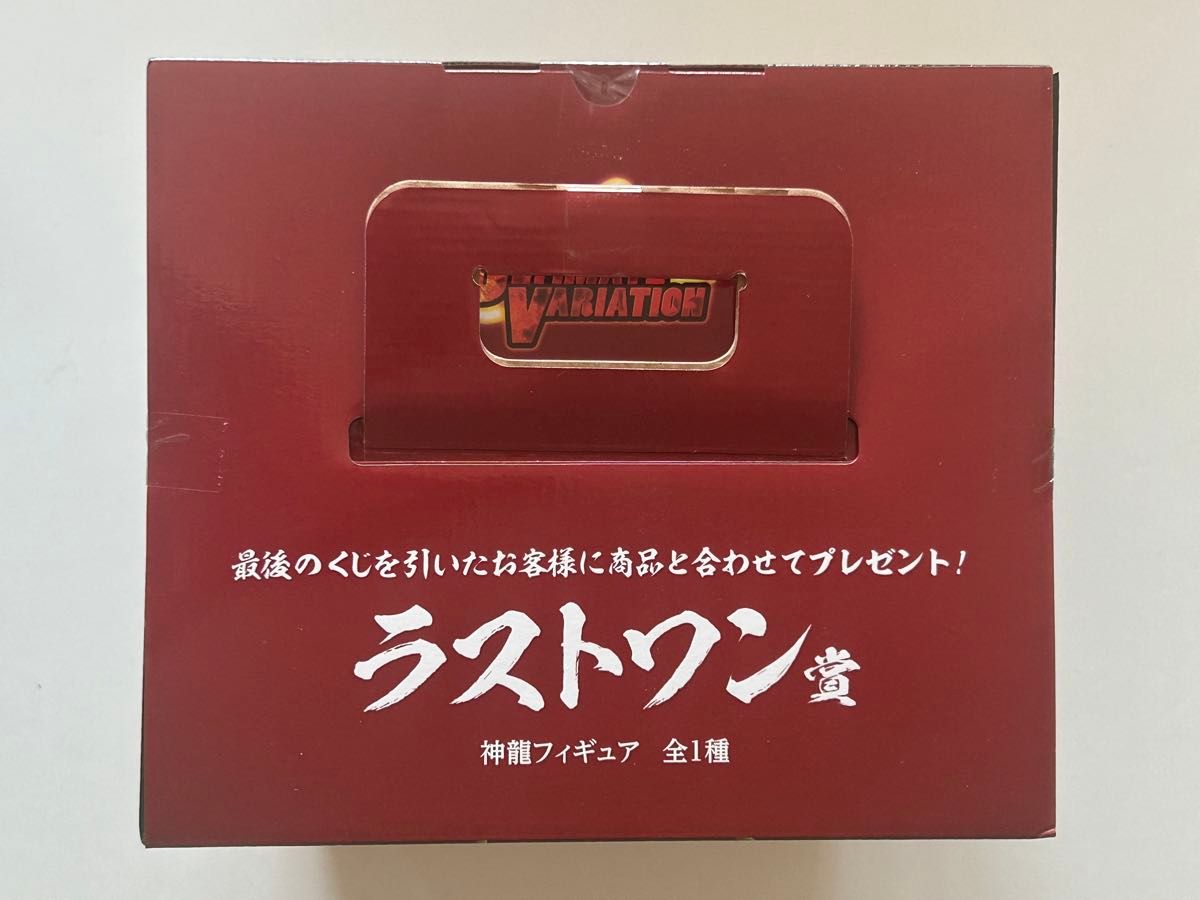 VARIATION
最後のくじを引いたお客様に商品と合わせてプレゼント!
ラストワン賞
神龍フィギュア 全1種